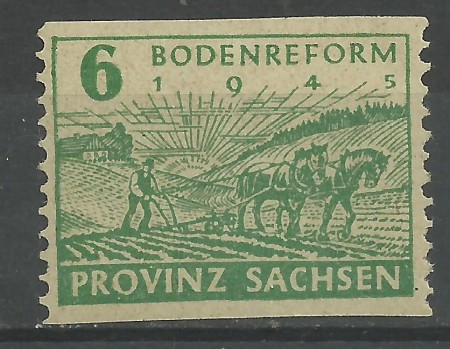 6 BODENREFORM
1945
PROVINZ SACHSEN